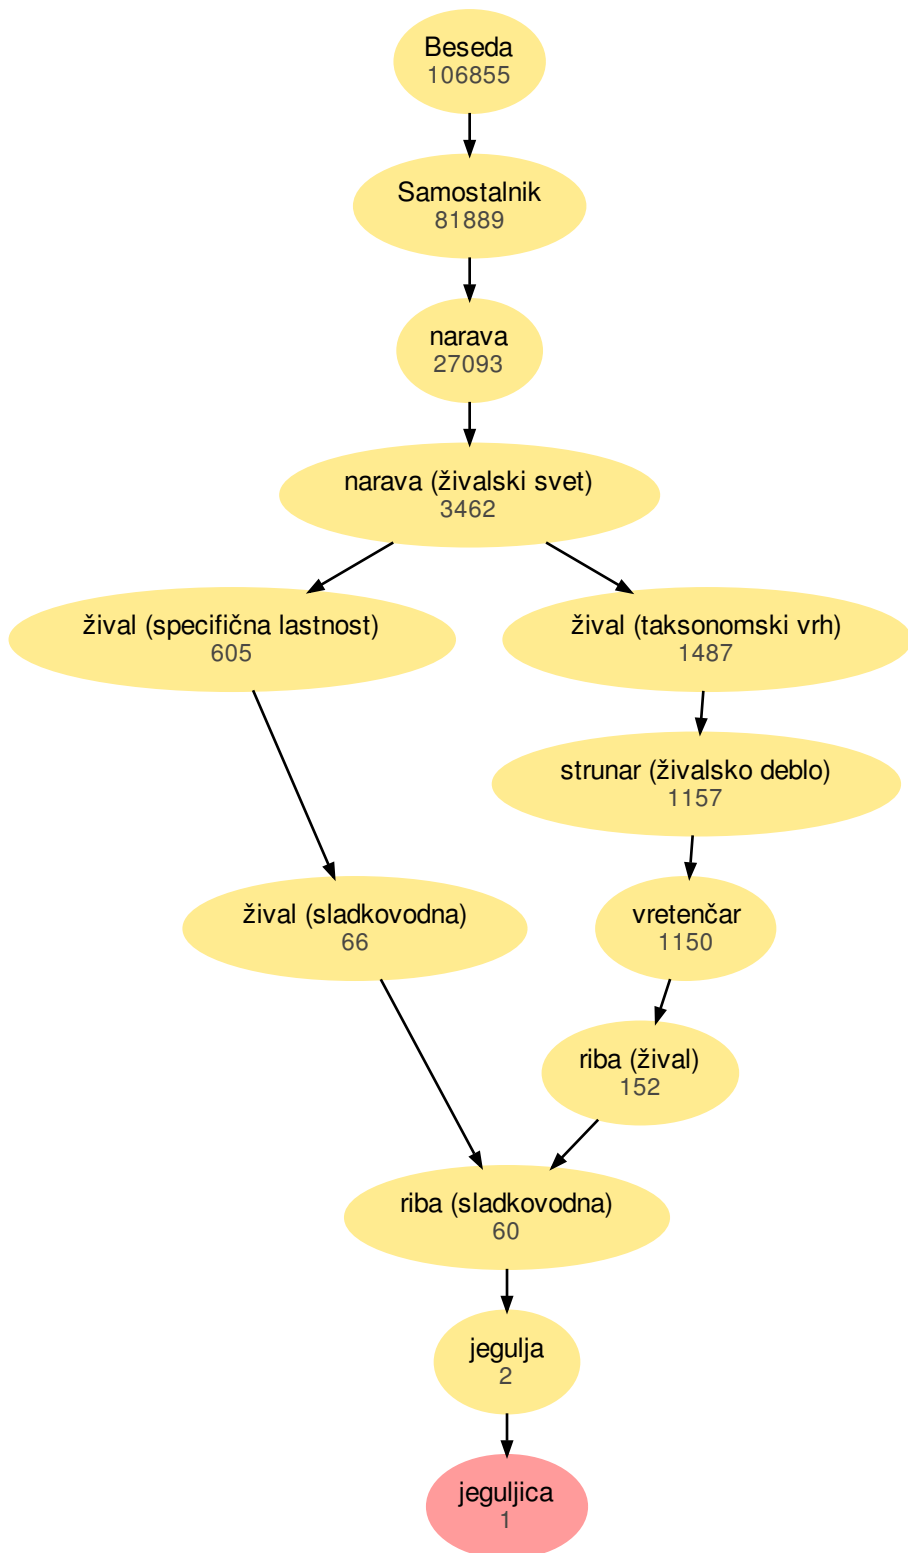 Beseda
106855
Samostalnik
81889
narava
27093
narava (živalski svet)
3462
žival (specifična lastnost)
605
žival (taksonomski vrh)
1487
strunar (živalsko deblo)
1157
žival (sladkovodna)
66
vretenčar
1150
riba (žival)
152
riba (sladkovodna)
60
jegulja
2
jeguljica
1